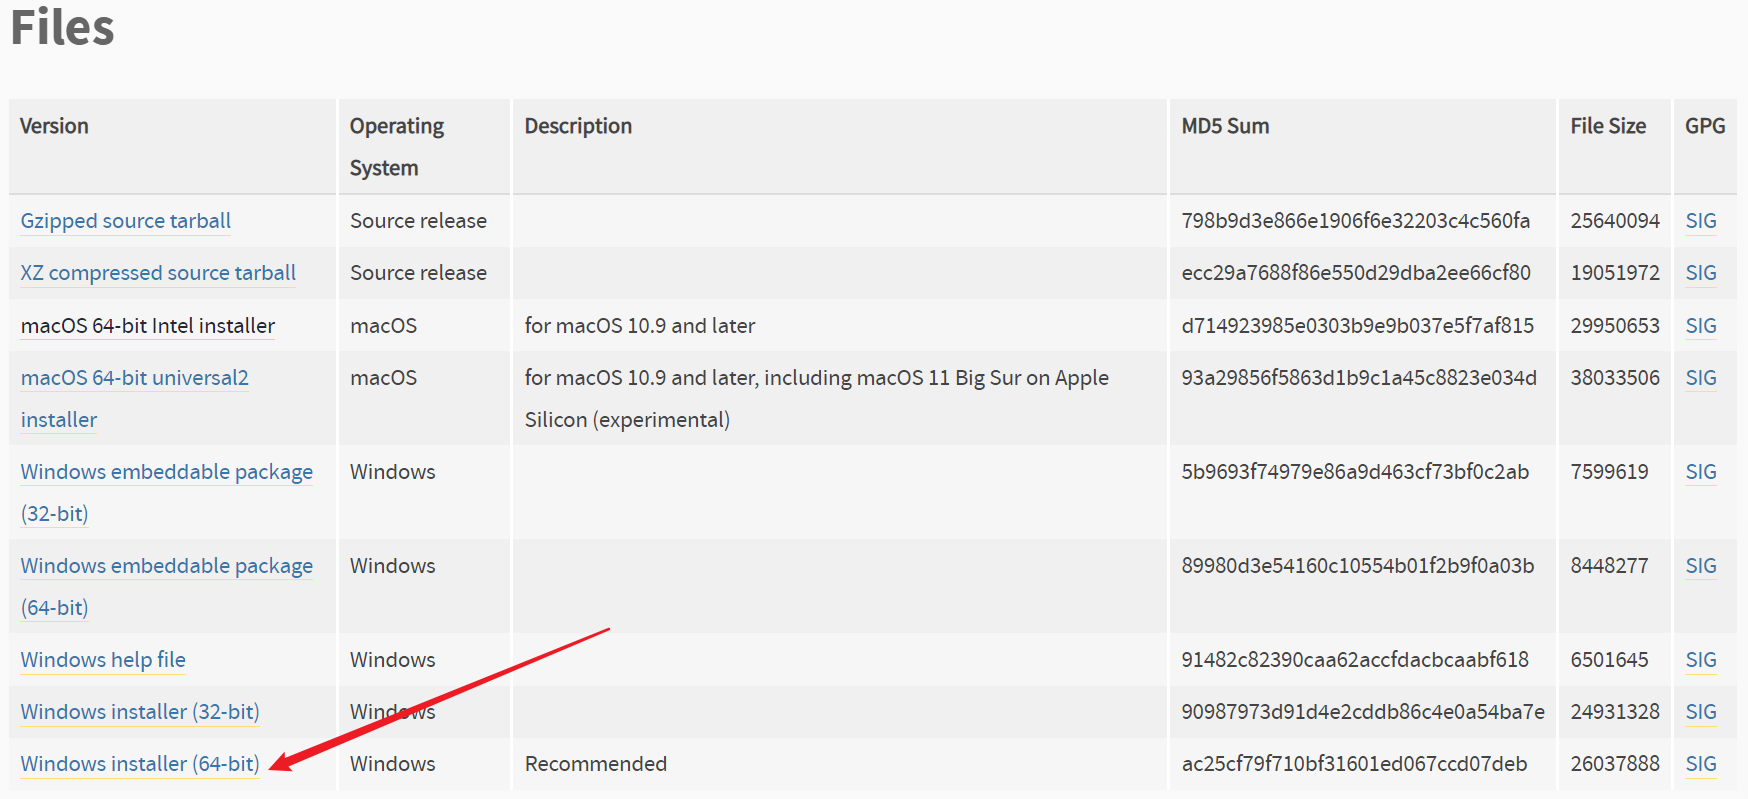 Files
Version Operating System Description MD5 Sum File Size GPG
Gzipped source tarball Source release 798b9d3e866e1906f6e32203c4c560fa 25640094 SIG
XZ compressed source tarball Source release ecc29a7688f86e550d29dba2ee66cf80 19051972 SIG
macOS 64-bit Intel installer macOS for macOS 10.9 and later d714923985e0303b9e9b037e5f7af815 29950653 SIG
macOS 64-bit universal2 installer macOS for macOS 10.9 and later, including macOS 11 Big Sur on Apple Silicon (experimental) 93a29856f5863d1b9c1a45c8823e034d 38033506 SIG
Windows embeddable package (32-bit) Windows 5b9693f74979e86a9d463cf73bf0c2ab 7599619 SIG
Windows embeddable package (64-bit) Windows 89980d3e54160c10554b01f2b9f0a03b 8448277 SIG
Windows help file Windows 91482c82390caa62accfdacbcaabf618 6501645 SIG
Windows installer (32-bit) Windows 90987973d91d4e2cddb86c4e0a54ba7e 24931328 SIG
Windows installer (64-bit) Windows Recommended ac25cf79f710bf31601ed067ccd07deb 26037888 SIG